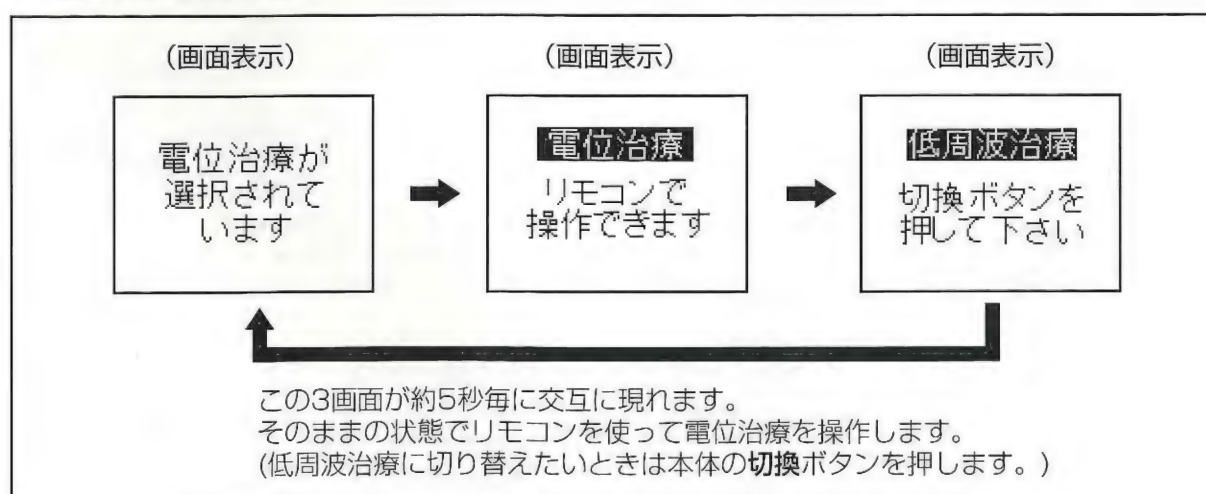 (画面表示)
電位治療が
選択されて
います
(画面表示)
電位治療
リモコンで
操作できます
(画面表示)
低周波治療
切換ボタンを
押して下さい
この3画面が約5秒毎に交互に現れます。
そのままの状態でリモコンを使って電位治療を操作します。
(低周波治療に切り替えたいときは本体の切換ボタンを押します。)